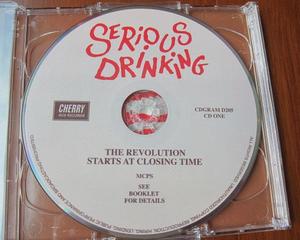 SERIOUS
DRINKING
CHERRY
RED RECORDS
CDGRAM D205
CD ONE
THE REVOLUTION
STARTS AT CLOSING TIME
MCPS
SEE
BOOKLET
FOR DETAILS